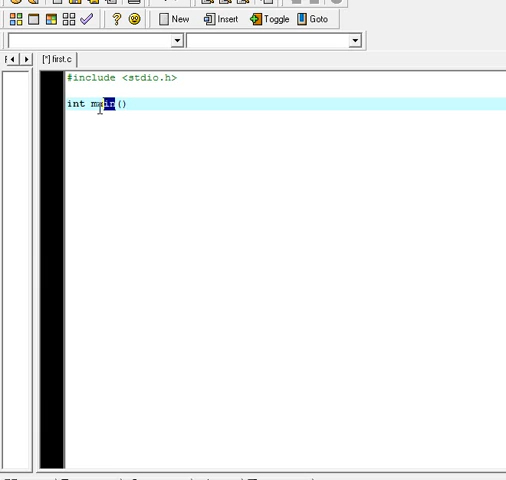 New Insert Toggle Goto
[*] first.c
#include <stdio.h>
int main()